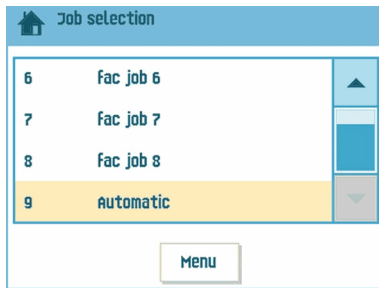 Job selection
6 Fac job 6
7 Fac job 7
8 Fac job 8
9 Automatic
Menu